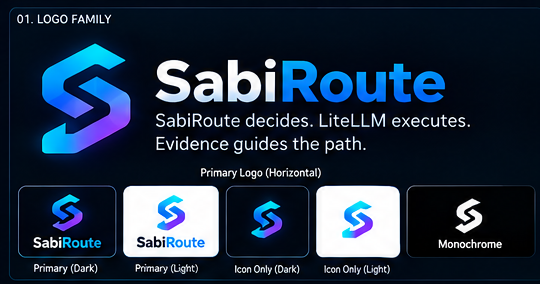 01. LOGO FAMILY
SabiRoute
SabiRoute decides. LiteLLM executes.
Evidence guides the path.
Primary Logo (Horizontal)
SabiRoute
SabiRoute
Monochrome
Primary (Dark)
Primary (Light)
Icon Only (Dark)
Icon Only (Light)